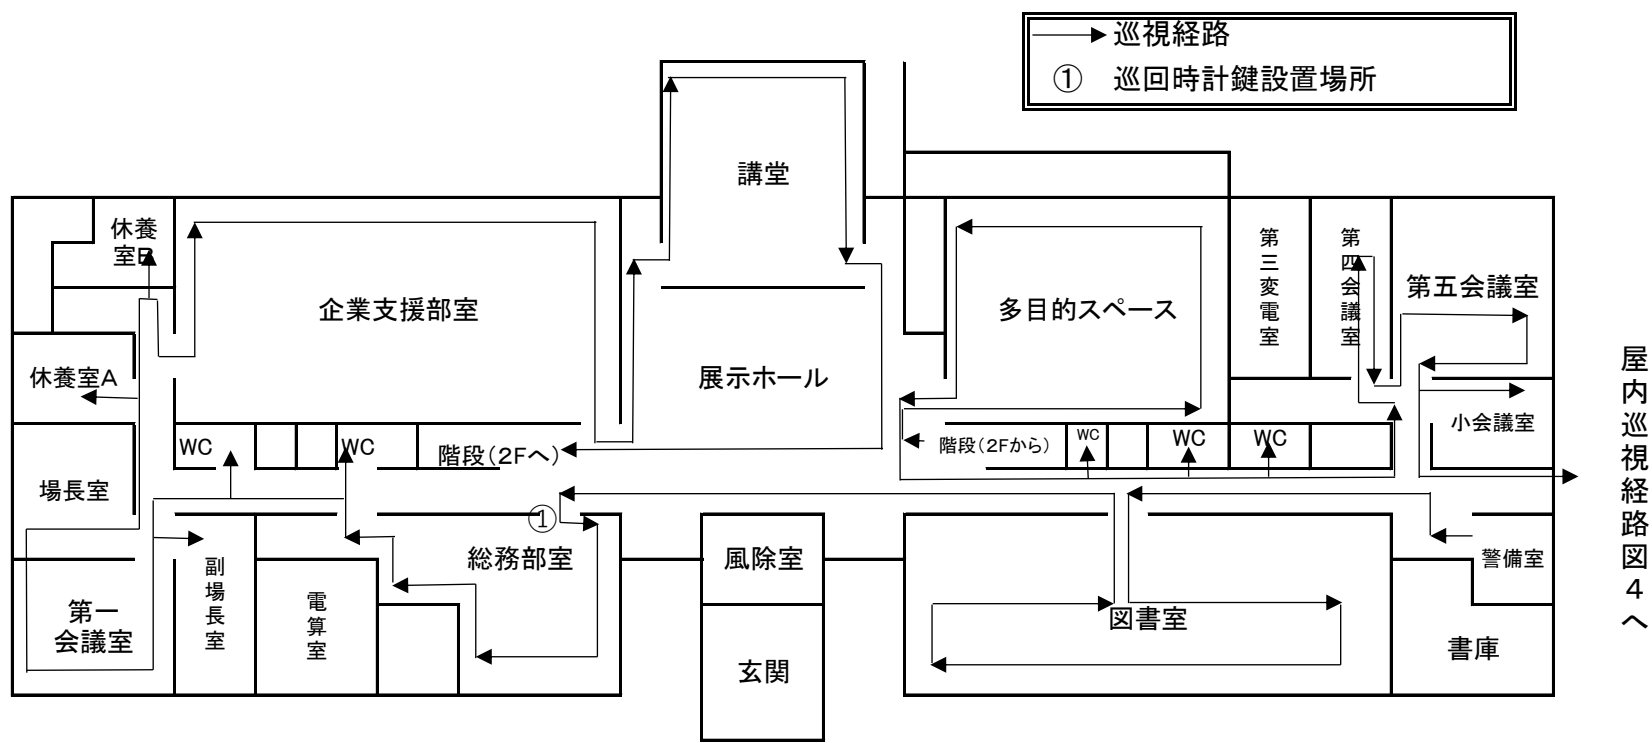 巡視経路
① 巡回時計鍵設置場所
講堂
休養
室B
企業支援部室
多目的スペース
第三変電室
第四会議室
第五会議室
休養室A
展示ホール
小会議室
WC
WC
階段(2Fへ)
階段(2Fから)
WC
WC
WC
場長室
①
総務部室
風除室
警備室
副場長室
電算室
第一
会議室
図書室
書庫
玄関
屋内巡視経路図4へ